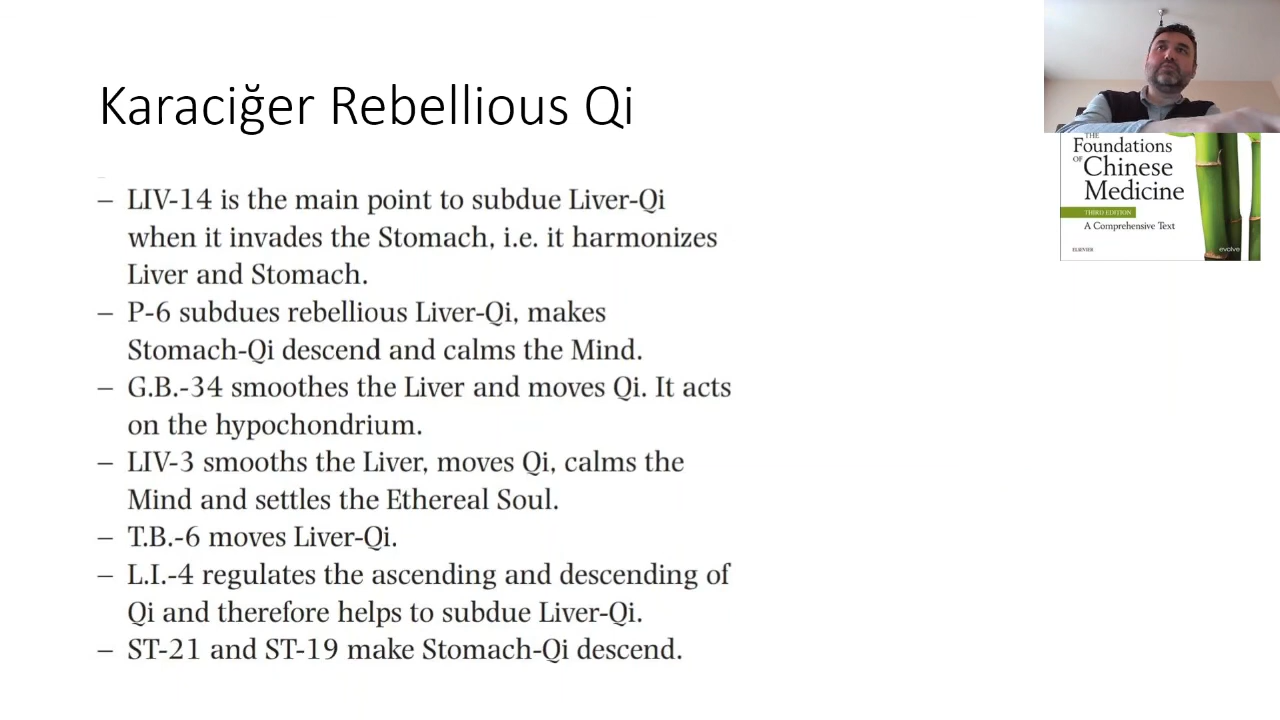 Karaciğer Rebellious Qi
– LIV-14 is the main point to subdue Liver-Qi
when it invades the Stomach, i.e. it harmonizes
Liver and Stomach.
– P-6 subdues rebellious Liver-Qi, makes
Stomach-Qi descend and calms the Mind.
– G.B.-34 smoothes the Liver and moves Qi. It acts
on the hypochondrium.
– LIV-3 smooths the Liver, moves Qi, calms the
Mind and settles the Ethereal Soul.
– T.B.-6 moves Liver-Qi.
– L.I.-4 regulates the ascending and descending of
Qi and therefore helps to subdue Liver-Qi.
– ST-21 and ST-19 make Stomach-Qi descend.
THE
Foundations
OF Chinese
Medicine
THIRD EDITION
A Comprehensive Text
ELSEVIER
evolve